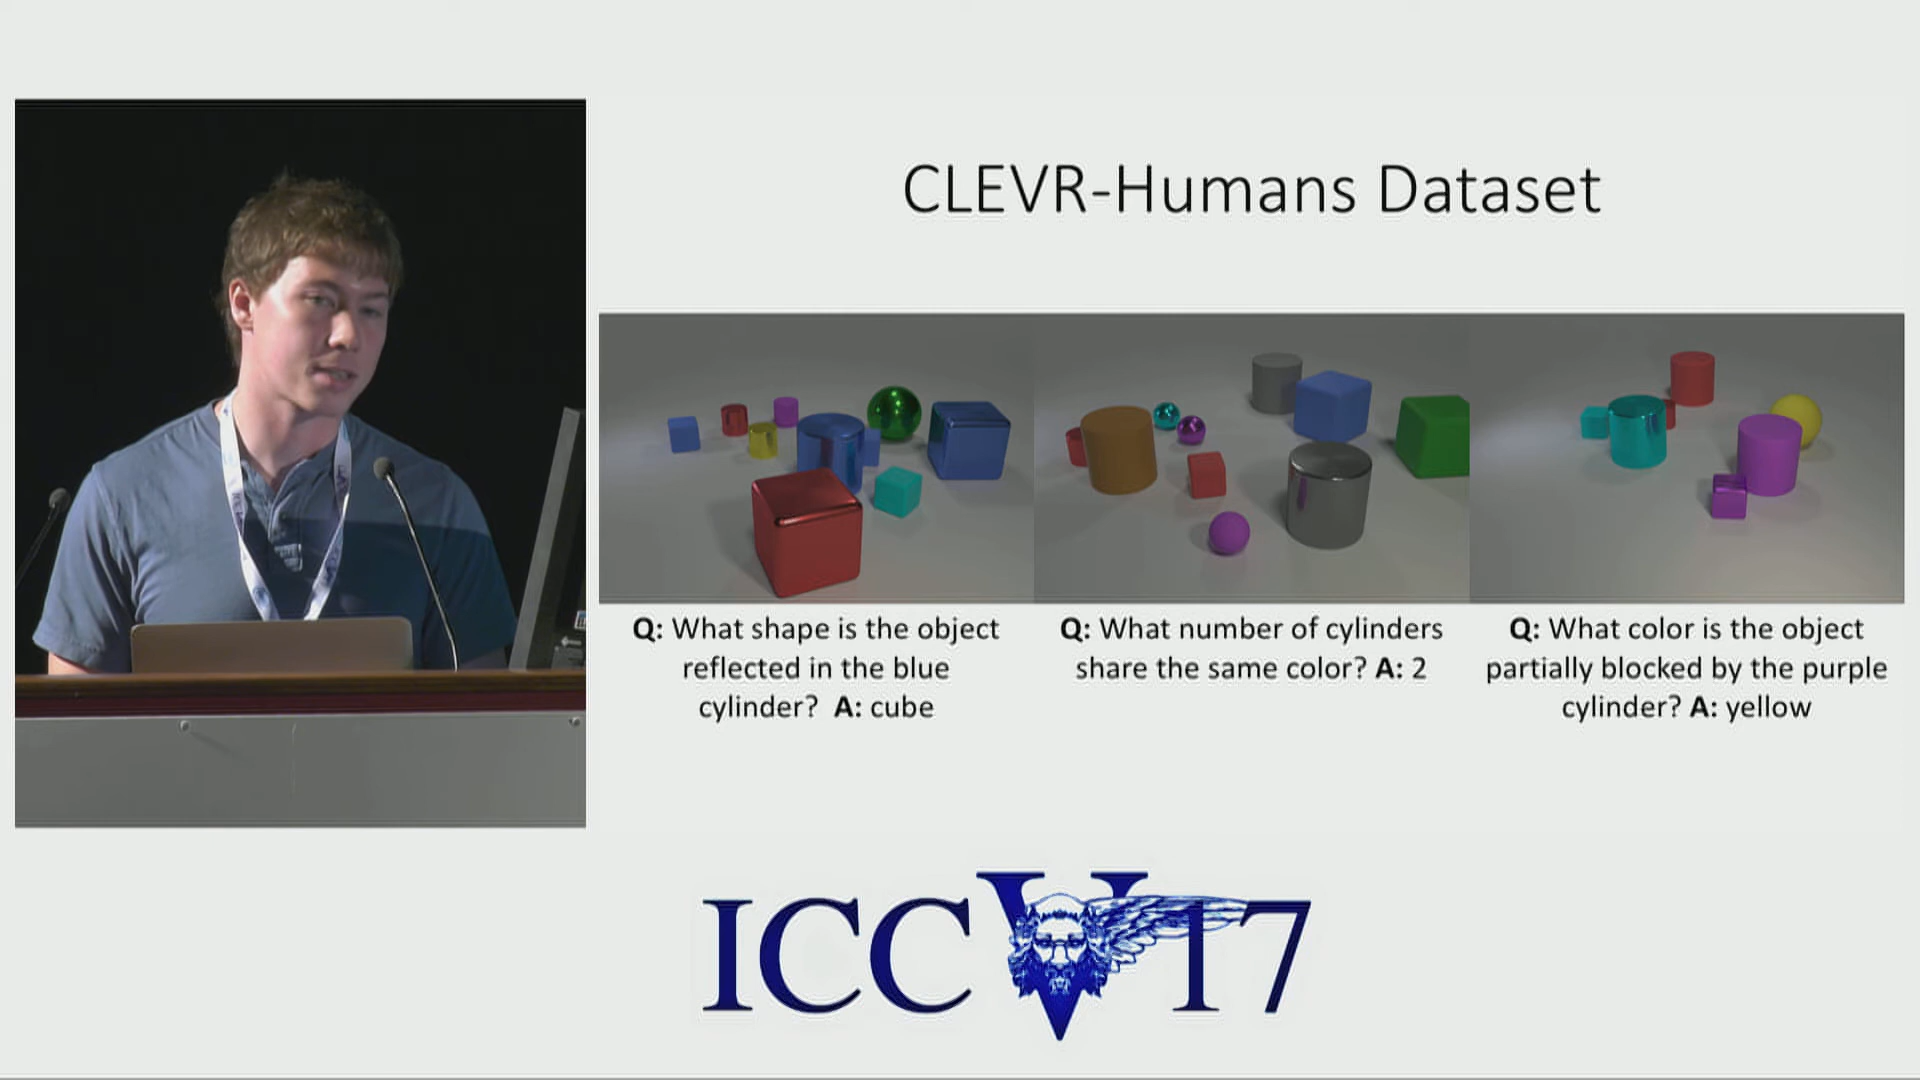 CLEVR-Humans Dataset
Q: What shape is the object
reflected in the blue
cylinder? A: cube
Q: What number of cylinders
share the same color? A: 2
Q: What color is the object
partially blocked by the purple
cylinder? A: yellow
ICCV17